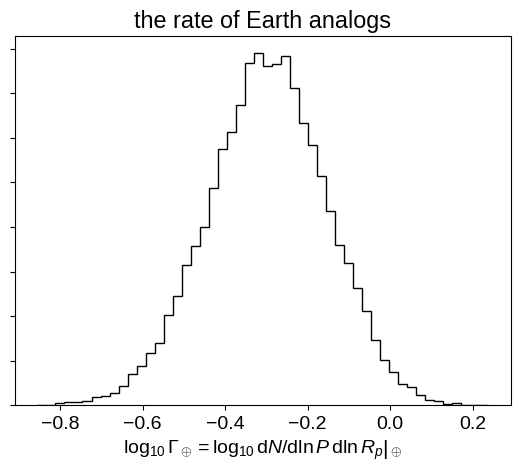 the rate of Earth analogs
−0.8 −0.6 −0.4 −0.2 0.0 0.2
log₁₀ Γ⊕ = log₁₀ dN/dln P dln Rₚ|⊕